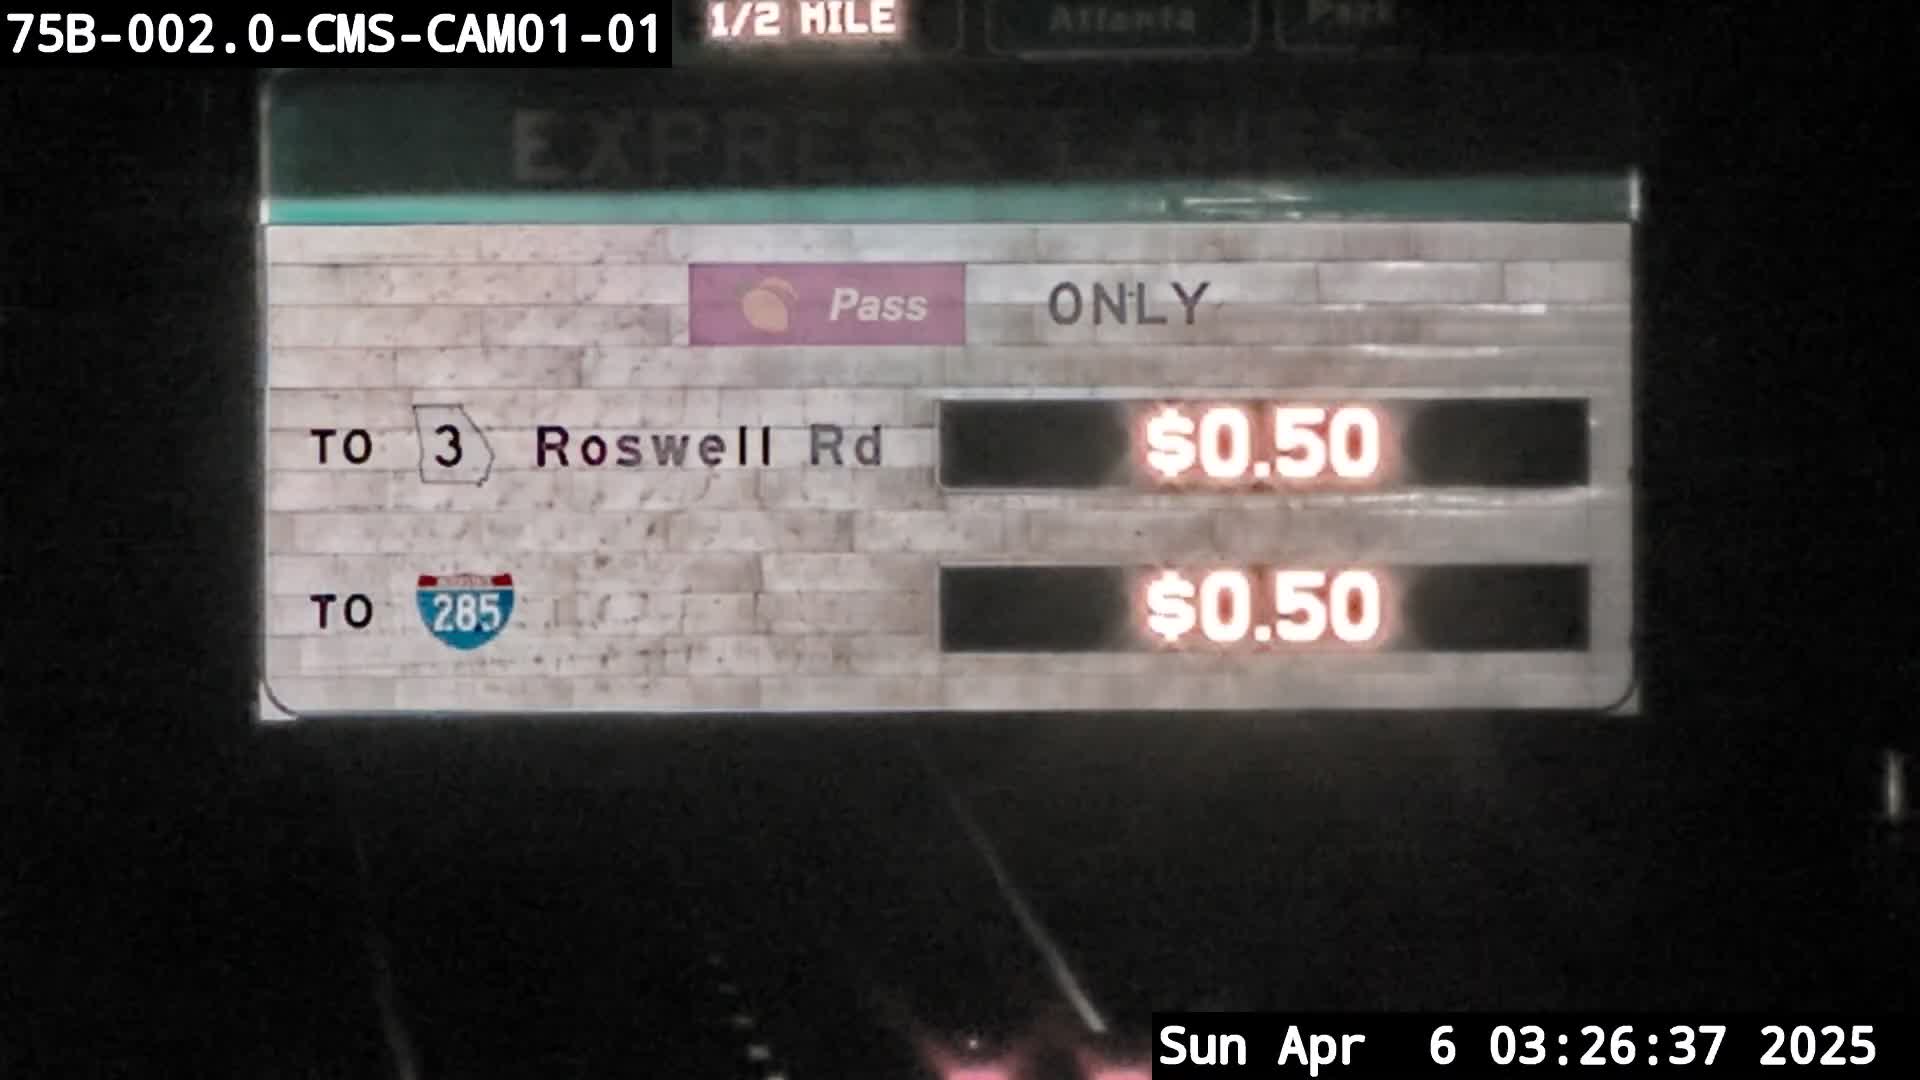 75B-002.0-CMS-CAM01-01
1/2 MILE
Atlanta
Park
EXPRESS LANES
Pass ONLY
TO 3 Roswell Rd $0.50
TO 285 $0.50
Sun Apr 6 03:26:37 2025